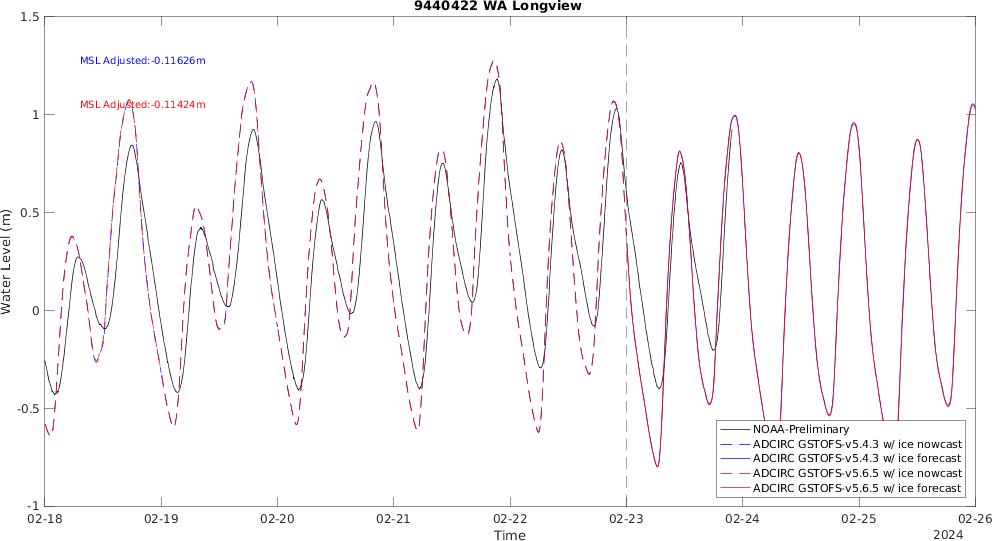 9440422 WA Longview
MSL Adjusted:-0.11626m
MSL Adjusted:-0.11424m
Water Level (m)
1.5
1
0.5
0
-0.5
-1
NOAA-Preliminary
ADCIRC GSTOFS-v5.4.3 w/ ice nowcast
ADCIRC GSTOFS-v5.4.3 w/ ice forecast
ADCIRC GSTOFS-v5.6.5 w/ ice nowcast
ADCIRC GSTOFS-v5.6.5 w/ ice forecast
02-18 02-19 02-20 02-21 02-22 02-23 02-24 02-25 02-26
Time
2024